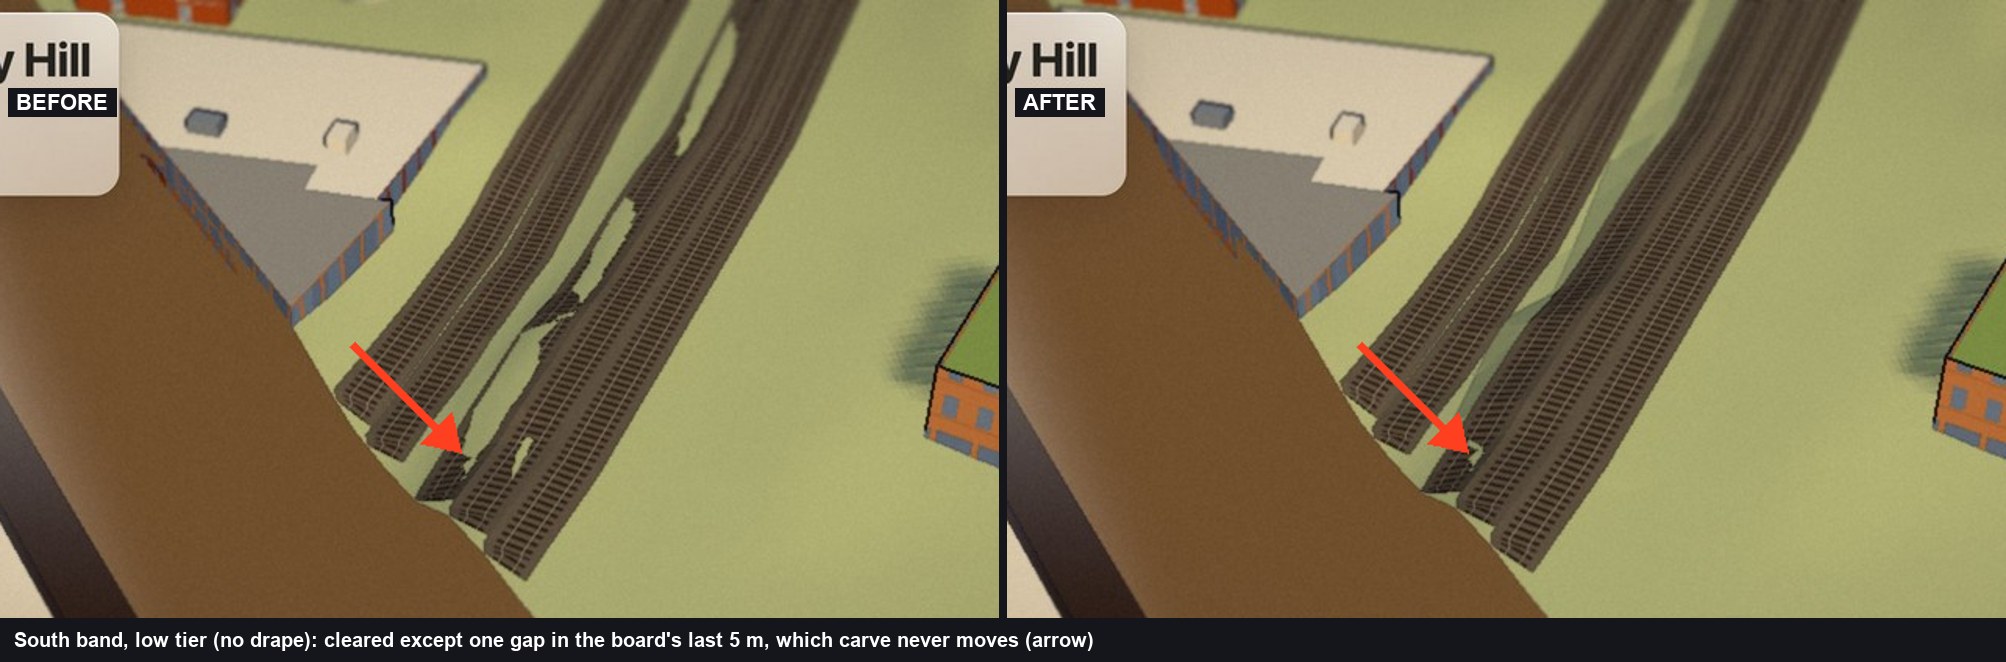 y Hill
BEFORE
y Hill
AFTER
South band, low tier (no drape): cleared except one gap in the board's last 5 m, which carve never moves (arrow)